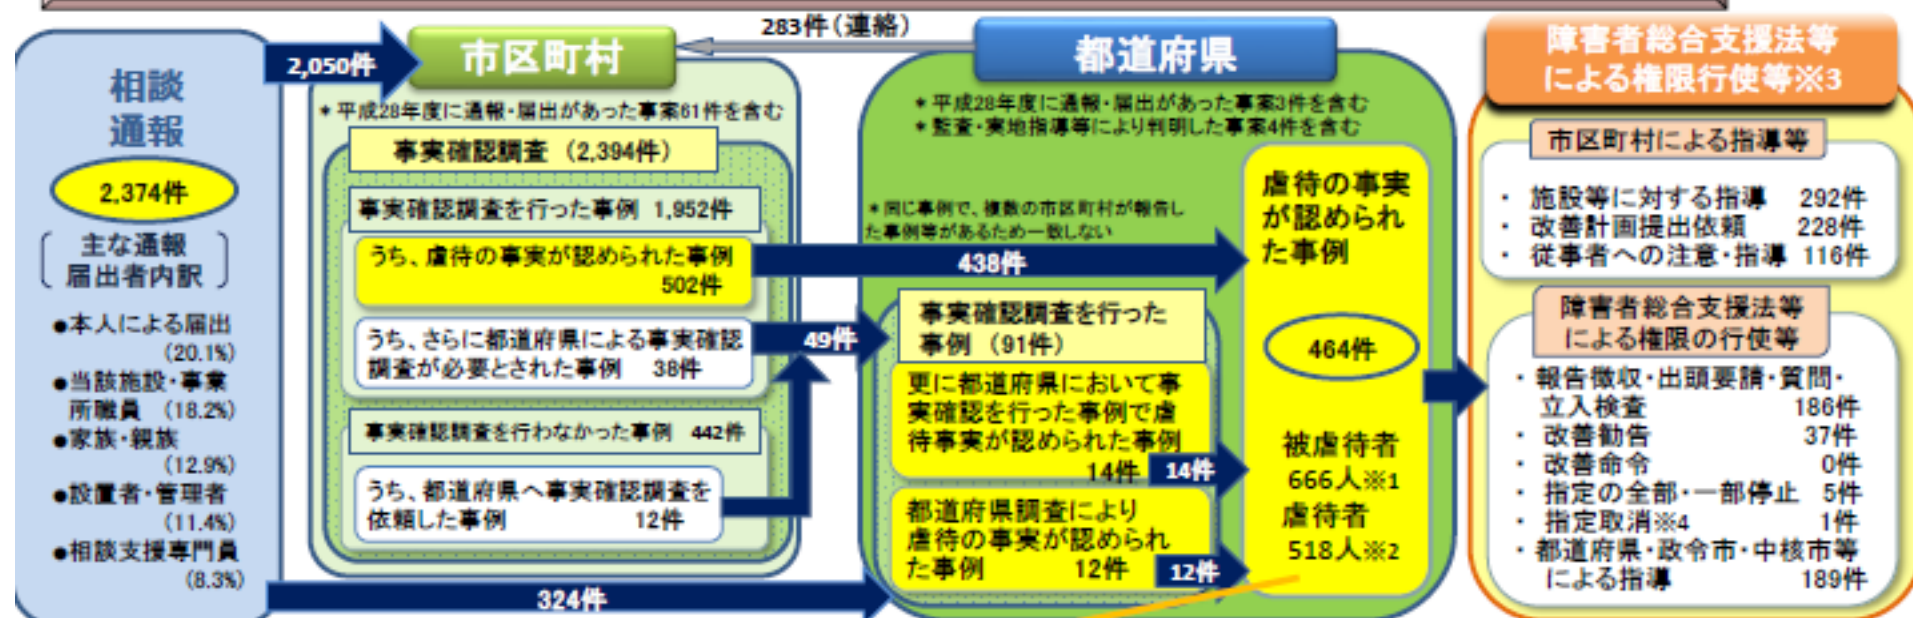 283件（連絡）
相談
通報
2,374件
主な通報
届出者内訳
●本人による届出
(20.1%)
●当該施設・事業
所職員 (18.2%)
●家族・親族
(12.9%)
●設置者・管理者
(11.4%)
●相談支援専門員
(8.3%)
2,050件
324件
市区町村
＊平成28年度に通報・届出があった事案61件を含む
事実確認調査（2,394件）
事実確認調査を行った事例 1,952件
うち、虐待の事実が認められた事例
502件
うち、さらに都道府県による事実確認
調査が必要とされた事例 38件
事実確認調査を行わなかった事例 442件
うち、都道府県へ事実確認調査を
依頼した事例 12件
都道府県
＊平成28年度に通報・届出があった事案3件を含む
＊監査・実地指導等により判明した事案4件を含む
＊同じ事例で、複数の市区町村が報告し
た事例等があるため一致しない
438件
49件
事実確認調査を行った
事例（91件）
更に都道府県において事
実確認を行った事例で虐
待事実が認められた事例
14件
14件
都道府県調査により
虐待の事実が認められ
た事例 12件
12件
虐待の事実
が認められ
た事例
464件
被虐待者
666人※1
虐待者
518人※2
障害者総合支援法等
による権限行使等※3
市区町村による指導等
・ 施設等に対する指導 292件
・ 改善計画提出依頼 228件
・ 従事者への注意・指導 116件
障害者総合支援法等
による権限の行使等
・ 報告徴収・出頭要請・質問・
立入検査 186件
・ 改善勧告 37件
・ 改善命令 0件
・ 指定の全部・一部停止 5件
・ 指定取消※4 1件
・ 都道府県・政令市・中核市等
による指導 189件